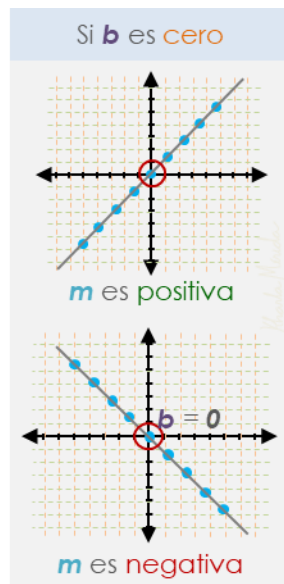 Si b es cero
m es positiva
b = 0
m es negativa